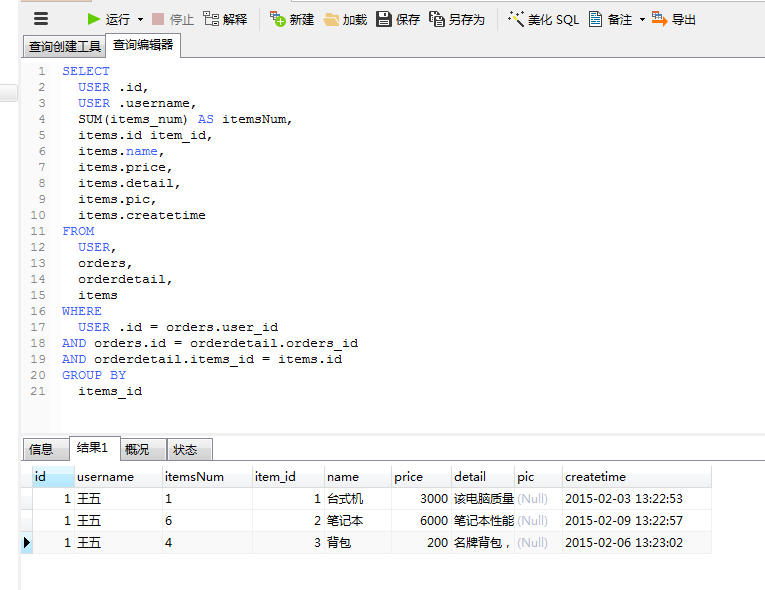 运行 停止 解释 新建 加载 保存 另存为 美化 SQL 备注 导出
查询创建工具 查询编辑器
1 SELECT
2 USER .id,
3 USER .username,
4 SUM(items_num) AS itemsNum,
5 items.id item_id,
6 items.name,
7 items.price,
8 items.detail,
9 items.pic,
10 items.createtime
11 FROM
12 USER,
13 orders,
14 orderdetail,
15 items
16 WHERE
17 USER .id = orders.user_id
18 AND orders.id = orderdetail.orders_id
19 AND orderdetail.items_id = items.id
20 GROUP BY
21 items_id
信息 结果1 概况 状态
id username itemsNum item_id name price detail pic createtime
1 王五 1 1 台式机 3000 该电脑质量 (Null) 2015-02-03 13:22:53
1 王五 6 2 笔记本 6000 笔记本性能 (Null) 2015-02-09 13:22:57
1 王五 4 3 背包 200 名牌背包， (Null) 2015-02-06 13:23:02